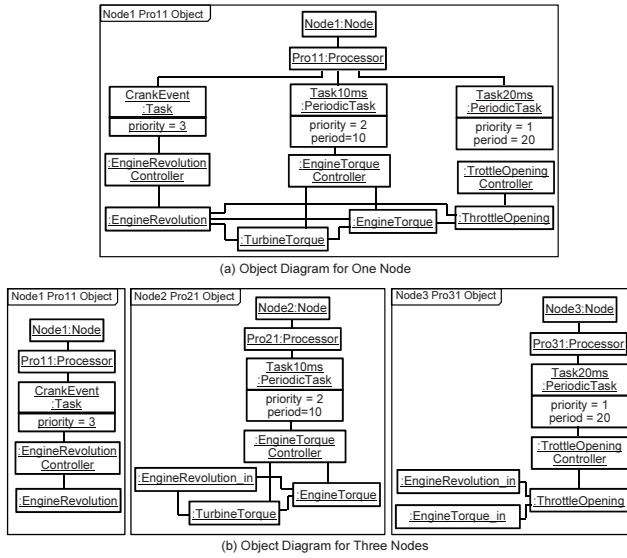 Node1 Pro11 Object
Node1:Node
Pro11:Processor
CrankEvent
:Task
priority = 3
Task10ms
:PeriodicTask
priority = 2
period=10
Task20ms
:PeriodicTask
priority = 1
period = 20
:EngineRevolution
Controller
:EngineTorque
Controller
:TrottleOpening
Controller
:EngineRevolution
:EngineTorque
:ThrottleOpening
:TurbineTorque
(a) Object Diagram for One Node
Node1 Pro11 Object
Node1:Node
Pro11:Processor
CrankEvent
:Task
priority = 3
:EngineRevolution
Controller
:EngineRevolution
Node2 Pro21 Object
Node2:Node
Pro21:Processor
Task10ms
:PeriodicTask
priority = 2
period=10
:EngineTorque
Controller
:EngineRevolution_in
:EngineTorque
:TurbineTorque
Node3 Pro31 Object
Node3:Node
Pro31:Processor
Task20ms
:PeriodicTask
priority = 1
period = 20
:TrottleOpening
Controller
:EngineRevolution_in
:ThrottleOpening
:EngineTorque_in
(b) Object Diagram for Three Nodes